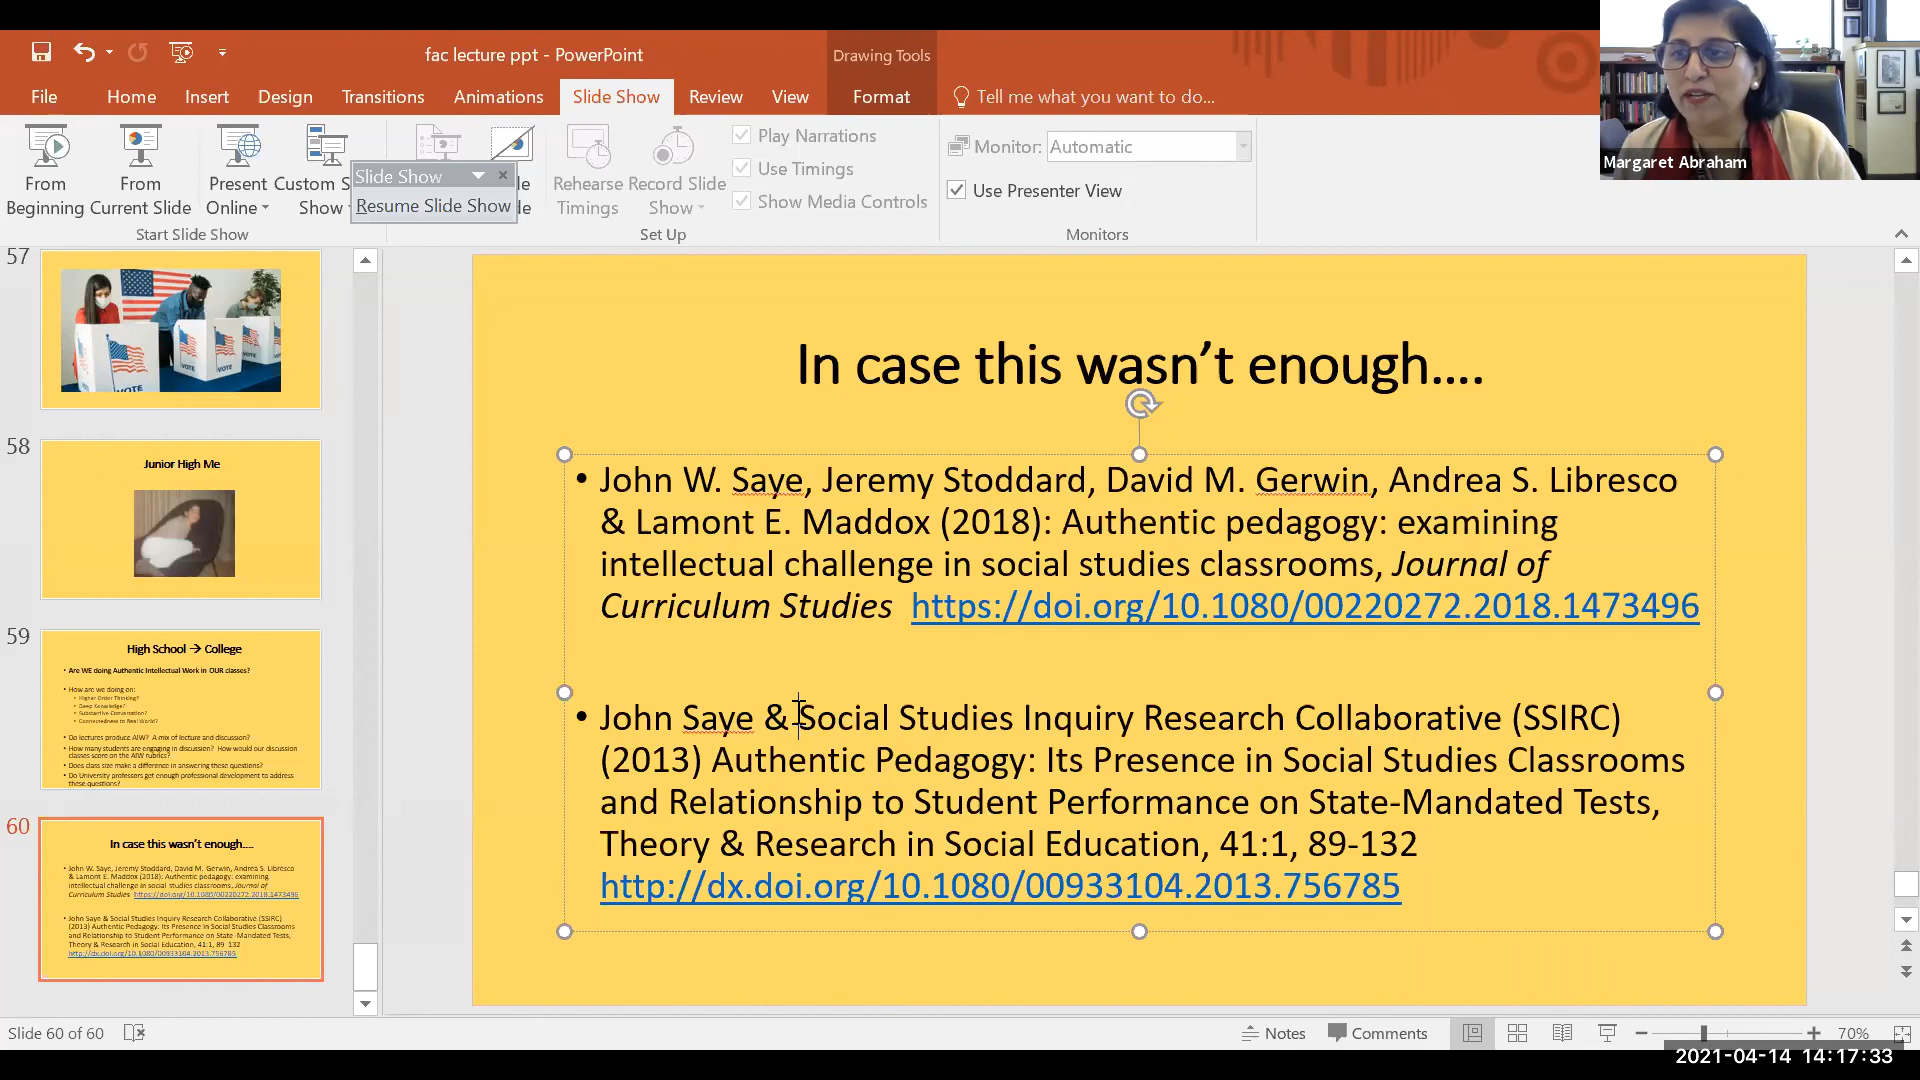 fac lecture ppt - PowerPoint
Drawing Tools
File Home Insert Design Transitions Animations Slide Show Review View Format Tell me what you want to do...
Margaret Abraham
From Beginning
From Current Slide
Present Online
Custom S
Show
Start Slide Show
Slide Show
Resume Slide Show
Rehearse Timings
Record Slide Show
Play Narrations
Use Timings
Show Media Controls
Set Up
Monitor: Automatic
Use Presenter View
Monitors
57
VOTE
VOTE
VOTE
58
Junior High Me
59
High School → College
• Are WE doing Authentic Intellectual Work in OUR classes?
• How are we doing on:
• Higher Order Thinking?
• Deep Knowledge?
• Substantive Conversation?
• Connectedness to Real World?
• Do lectures produce AIW? A mix of lecture and discussion?
• How many students are engaging in discussion? How would our discussion
classes score on the AIW rubrics?
• Does class size make a difference in answering these questions?
• Do University professors get enough professional development to address
these questions?
60
In case this wasn't enough....
• John W. Saye, Jeremy Stoddard, David M. Gerwin, Andrea S. Libresco
& Lamont E. Maddox (2018): Authentic pedagogy: examining
intellectual challenge in social studies classrooms, Journal of
Curriculum Studies https://doi.org/10.1080/00220272.2018.1473496
• John Saye & Social Studies Inquiry Research Collaborative (SSIRC)
(2013) Authentic Pedagogy: Its Presence in Social Studies Classrooms
and Relationship to Student Performance on State-Mandated Tests,
Theory & Research in Social Education, 41:1, 89-132
http://dx.doi.org/10.1080/00933104.2013.756785
In case this wasn't enough....
• John W. Saye, Jeremy Stoddard, David M. Gerwin, Andrea S. Libresco
& Lamont E. Maddox (2018): Authentic pedagogy: examining
intellectual challenge in social studies classrooms, Journal of
Curriculum Studies https://doi.org/10.1080/00220272.2018.1473496
• John Saye & Social Studies Inquiry Research Collaborative (SSIRC)
(2013) Authentic Pedagogy: Its Presence in Social Studies Classrooms
and Relationship to Student Performance on State-Mandated Tests,
Theory & Research in Social Education, 41:1, 89-132
http://dx.doi.org/10.1080/00933104.2013.756785
Slide 60 of 60
Notes Comments 70%
2021-04-14 14:17:33